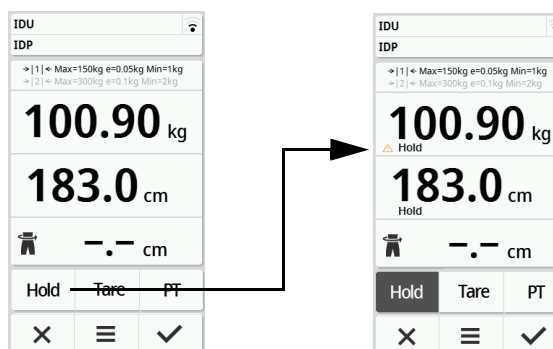 IDU
IDP
→|1|← Max=150kg e=0.05kg Min=1kg
→|2|← Max=300kg e=0.1kg Min=2kg
100.90 kg
183.0 cm
-.- cm
Hold Tare PT
IDU
IDP
→|1|← Max=150kg e=0.05kg Min=1kg
→|2|← Max=300kg e=0.1kg Min=2kg
100.90 kg
Hold
183.0 cm
Hold
-.- cm
Hold Tare PT